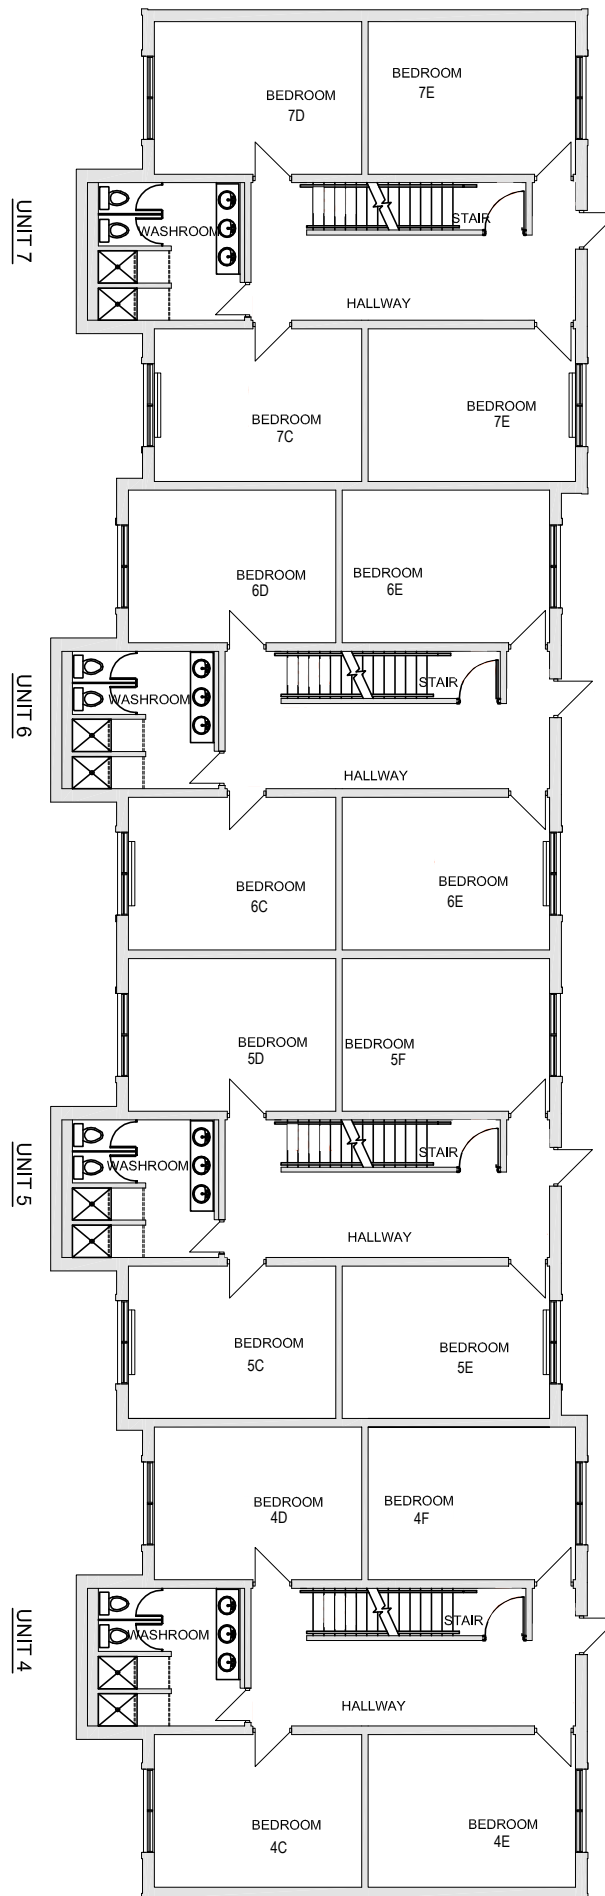 BEDROOM
7D
BEDROOM
7E
UNIT 7
WASHROOM
STAIR
HALLWAY
BEDROOM
7C
BEDROOM
7E
BEDROOM
6D
BEDROOM
6E
UNIT 6
WASHROOM
STAIR
HALLWAY
BEDROOM
6C
BEDROOM
6E
BEDROOM
5D
BEDROOM
5F
UNIT 5
WASHROOM
STAIR
HALLWAY
BEDROOM
5C
BEDROOM
5E
BEDROOM
4D
BEDROOM
4F
UNIT 4
WASHROOM
STAIR
HALLWAY
BEDROOM
4C
BEDROOM
4E